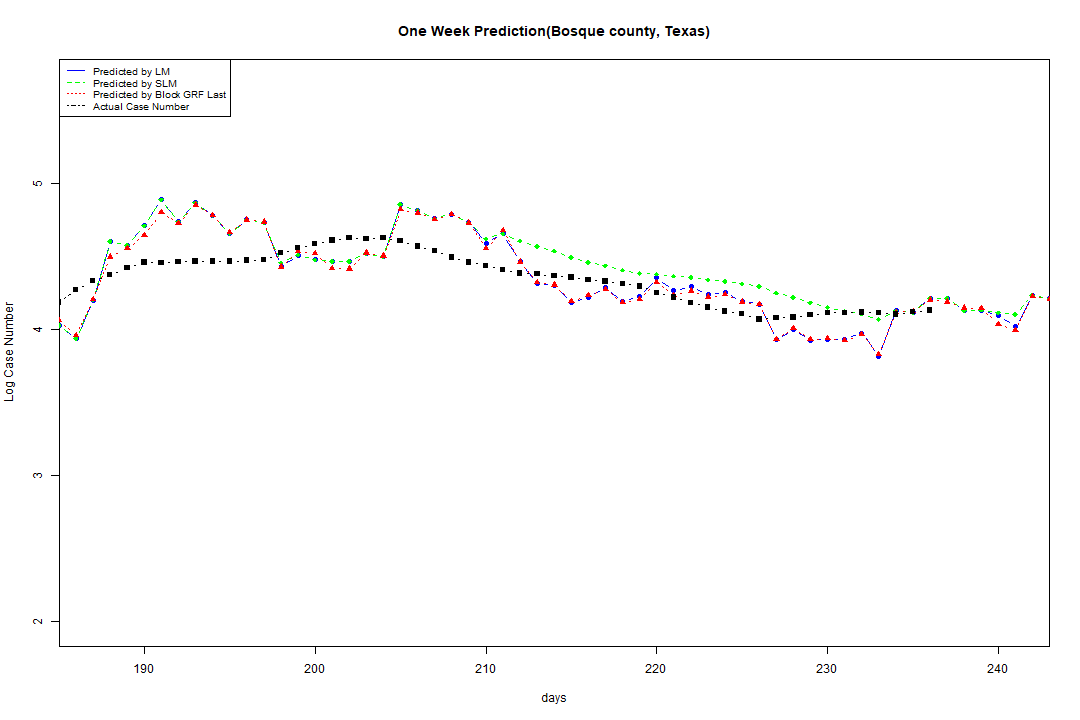 One Week Prediction(Bosque county, Texas)
Predicted by LM
Predicted by SLM
Predicted by Block GRF Last
Actual Case Number
5
4
3
2
Log Case Number
190 200 210 220 230 240
days